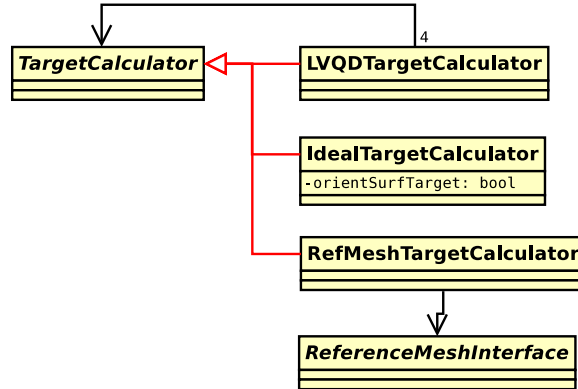 4
TargetCalculator
LVQDTargetCalculator
IdealTargetCalculator
-orientSurfTarget: bool
RefMeshTargetCalculator
ReferenceMeshInterface